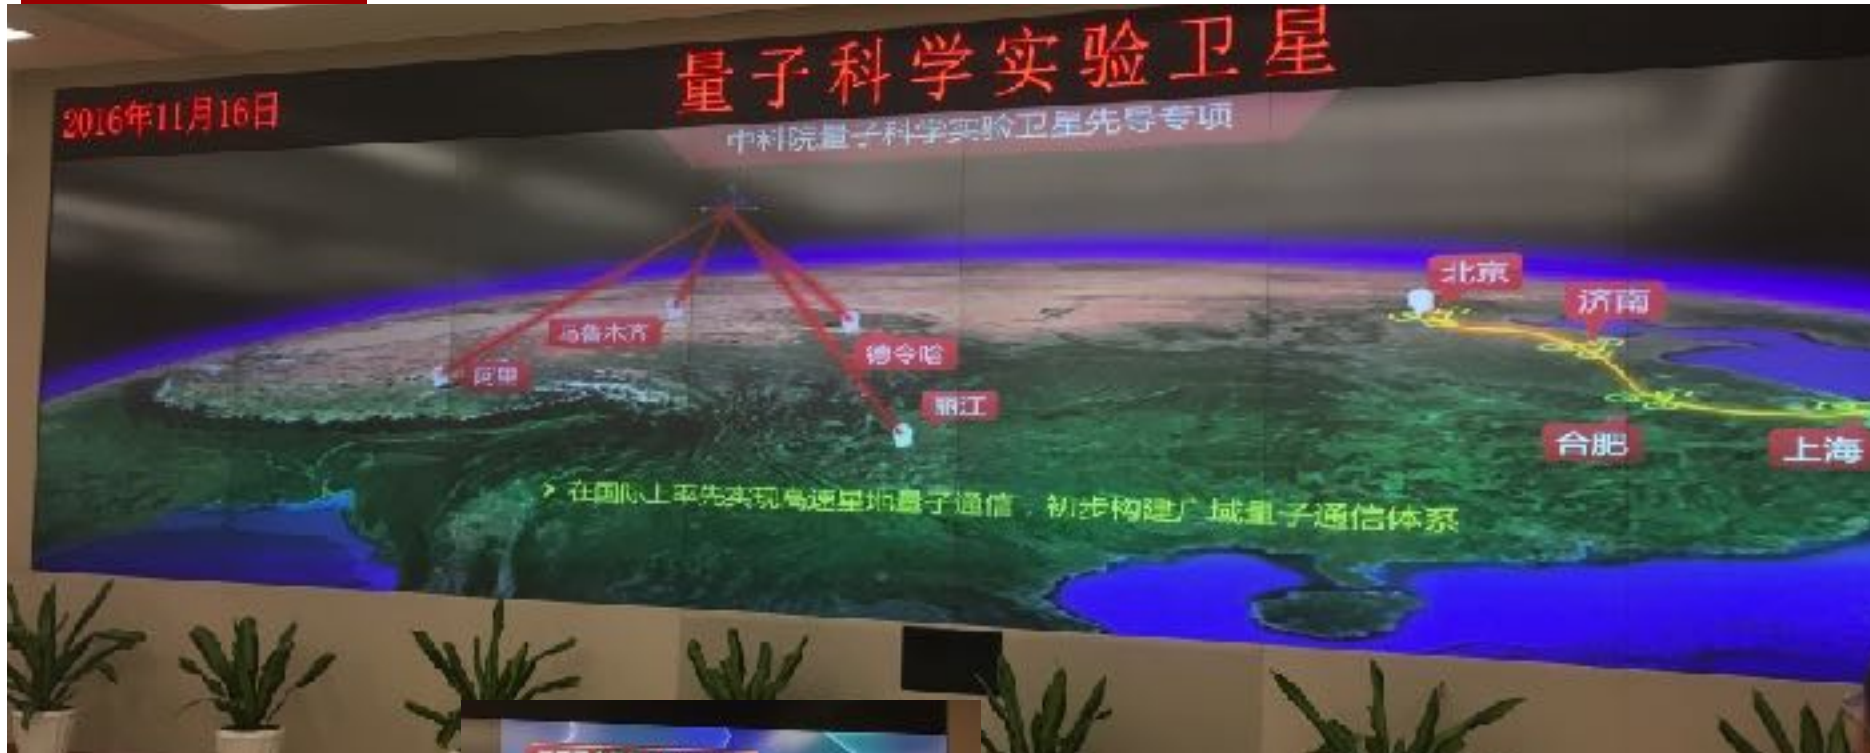 量子科学实验卫星
2016年11月16日
中科院量子科学实验卫星先导专项
北京
济南
乌鲁木齐
德令哈
阿里
丽江
合肥
上海
➤ 在国际上率先实现高速星地量子通信，初步构建广域量子通信体系